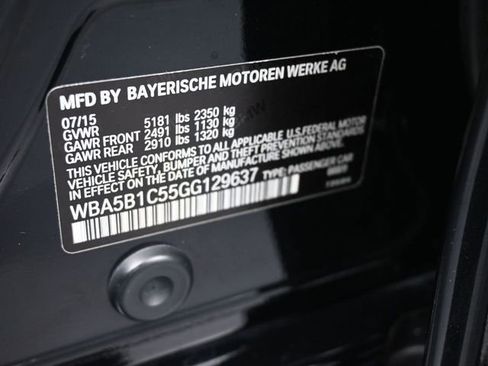 MFD BY BAYERISCHE MOTOREN WERKE AG
07/15
GVWR 5181 lbs 2350 kg
GAWR FRONT 2491 lbs 1130 kg
GAWR REAR 2910 lbs 1320 kg
THIS VEHICLE CONFORMS TO ALL APPLICABLE U.S. FEDERAL MOTOR
VEHICLE SAFETY, BUMPER, AND THEFT PREVENTION STANDARDS
IN EFFECT ON THE DATE OF MANUFACTURE SHOWN ABOVE.
WBA5B1C55GG129637 TYPE: PASSENGER CAR